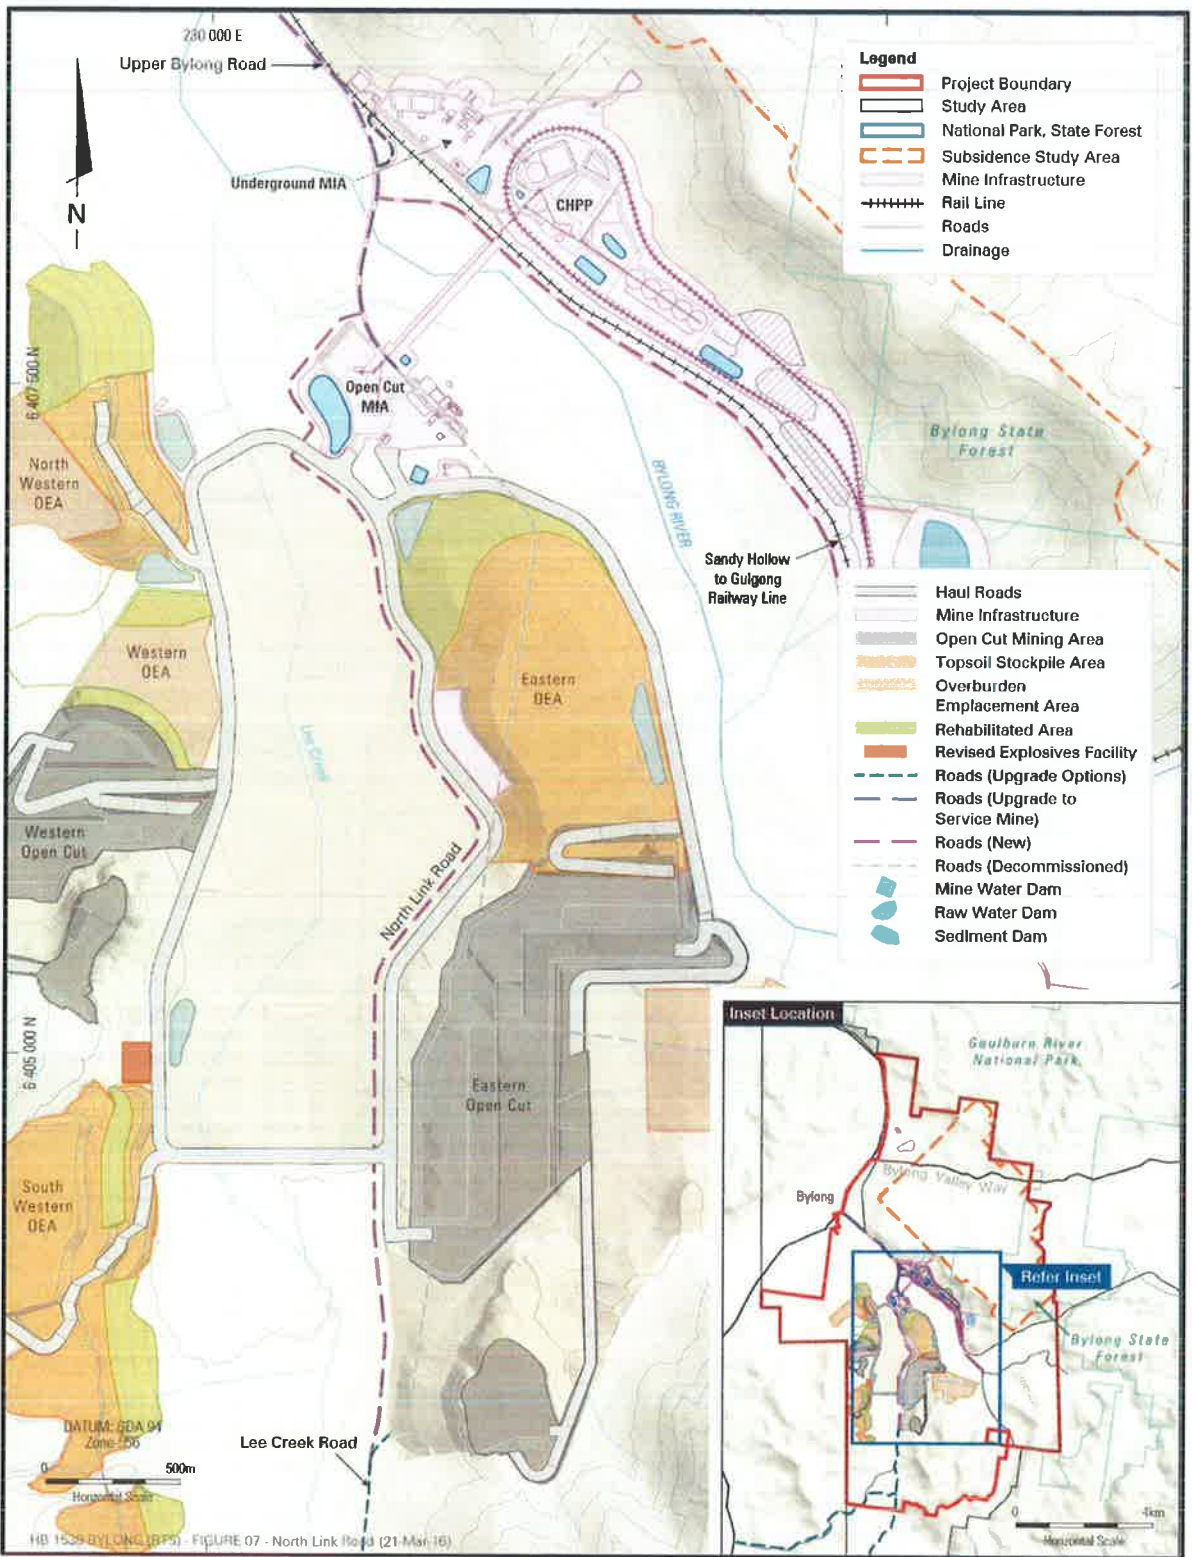 230 000 E
Upper Bylong Road
N
Underground MIA
CHPP
Legend
Project Boundary
Study Area
National Park, State Forest
Subsidence Study Area
Mine Infrastructure
Rail Line
Roads
Drainage
6 407 500 N
Open Cut
MIA
North
Western
OEA
Bylong State
Forest
BYLONG RIVER
Sandy Hollow
to Gulgong
Railway Line
Western
OEA
Eastern
OEA
Lee Creek
Western
Open Cut
North Link Road
Haul Roads
Mine Infrastructure
Open Cut Mining Area
Topsoil Stockpile Area
Overburden
Emplacement Area
Rehabilitated Area
Revised Explosives Facility
Roads (Upgrade Options)
Roads (Upgrade to
Service Mine)
Roads (New)
Roads (Decommissioned)
Mine Water Dam
Raw Water Dam
Sediment Dam
6 405 000 N
Eastern
Open Cut
South
Western
OEA
Inset Location
Goulburn River
National Park
Bylong Valley Way
Bylong
Refer Inset
Bylong State
Forest
0 4km
Horizontal Scale
DATUM: GDA 94
Zone 56
0 500m
Horizontal Scale
Lee Creek Road
HB 1539 BYLONG (RTS) - FIGURE 07 - North Link Road (21-Mar-16)